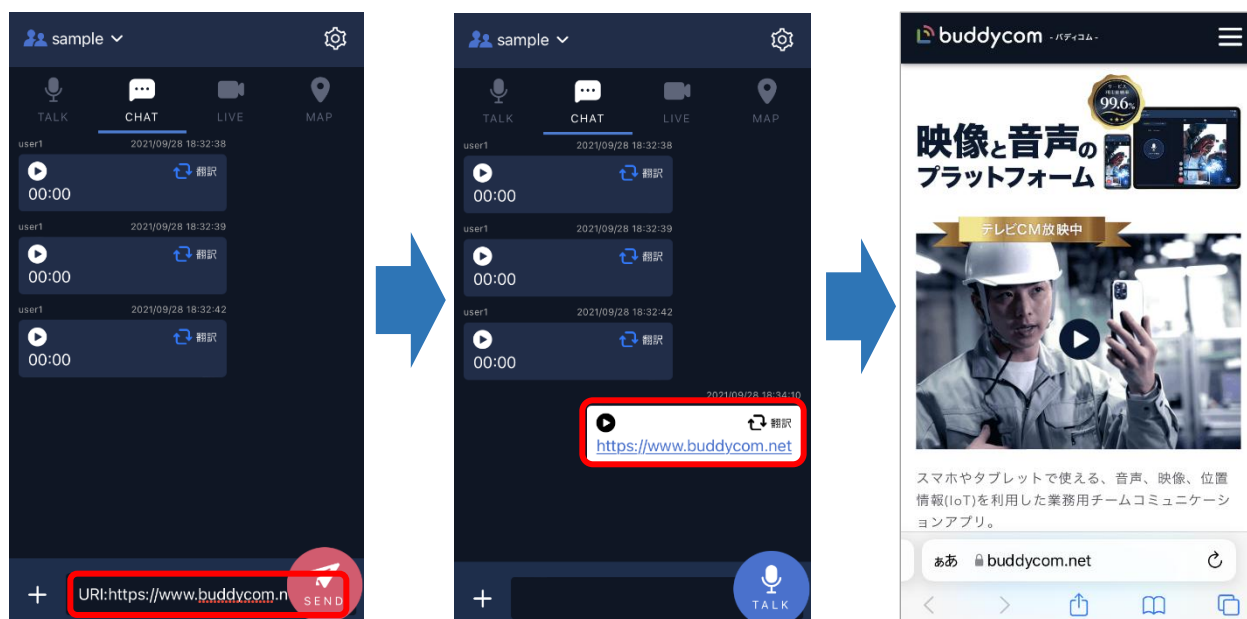 sample
TALK
CHAT
LIVE
MAP
user1 2021/09/28 18:32:38
翻訳
00:00
user1 2021/09/28 18:32:39
翻訳
00:00
user1 2021/09/28 18:32:42
翻訳
00:00
URI:https://www.buddycom.n
SEND
sample
TALK
CHAT
LIVE
MAP
user1 2021/09/28 18:32:38
翻訳
00:00
user1 2021/09/28 18:32:39
翻訳
00:00
user1 2021/09/28 18:32:42
翻訳
00:00
2021/09/28 18:34:10
翻訳
https://www.buddycom.net
TALK
buddycom -バディコム-
99.6%
映像と音声の
プラットフォーム
テレビCM放映中
スマホやタブレットで使える、音声、映像、位置
情報(IoT)を利用した業務用チームコミュニケーシ
ョンアプリ。
ぁあ buddycom.net